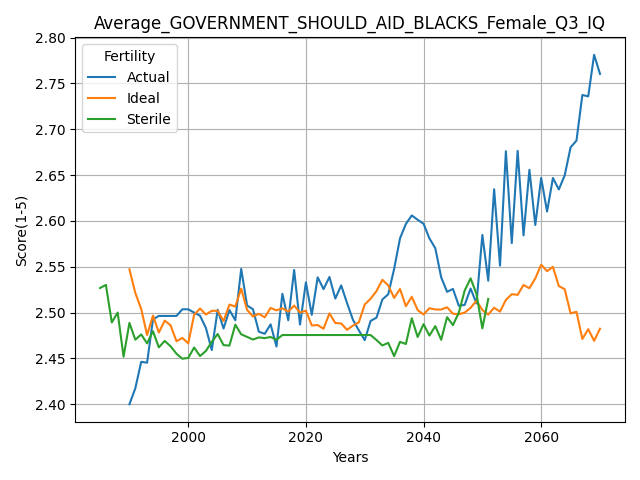 Average_GOVERNMENT_SHOULD_AID_BLACKS_Female_Q3_IQ
Fertility
Actual
Ideal
Sterile
Score(1-5)
2.80
2.75
2.70
2.65
2.60
2.55
2.50
2.45
2.40
2000
2020
2040
2060
Years